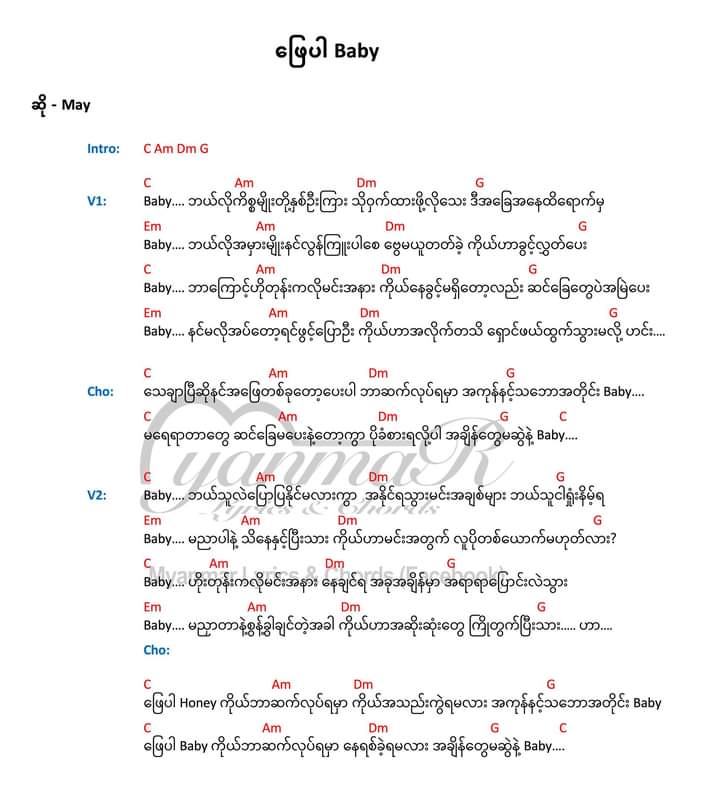 ဖြေပါ Baby
ဆို - May
Intro: C Am Dm G
C Am Dm G
V1: Baby.... ဘယ်လိုကိစ္စမျိုးတို့နှစ်ဦးကြား သိုဝှက်ထားဖို့လိုသေး ဒီအခြေအနေထိရောက်မှ
Em Am Dm G
Baby.... ဘယ်လိုအမှားမျိုးနင်လွန်ကြူးပါစေ ဗွေမယူတတ်ခဲ့ ကိုယ်ဟာခွင့်လွှတ်ပေး
C Am Dm G
Baby.... ဘာကြောင့်ဟိုတုန်းကလိုမင်းအနား ကိုယ်နေခွင့်မရှိတော့လည်း ဆင်ခြေတွေပဲအမြဲပေး
Em Am Dm G
Baby.... နင်မလိုအပ်တော့ရင်ဖွင့်ပြောဦး ကိုယ်ဟာအလိုက်တသိ ရှောင်ဖယ်ထွက်သွားမလို့ ဟင်း....
C Am Dm G
Cho: သေချာပြီဆိုနင်အဖြေတစ်ခုတော့ပေးပါ ဘာဆက်လုပ်ရမှာ အကုန်နင့်သဘောအတိုင်း Baby....
C Am Dm G C
မရေရာတာတွေ ဆင်ခြေမပေးနဲ့တော့ကွာ ပိုခံစားရလို့ပါ အချိန်တွေမဆွဲနဲ့ Baby....
yanmaR
Lyrics & Chords
C Am Dm G
V2: Baby.... ဘယ်သူလဲပြောပြနိုင်မလားကွာ အနိုင်ရသွားမင်းအချစ်များ ဘယ်သူငါရှုံးနိမ့်ရ
Em Am Dm G
Baby.... မညာပါနဲ့ သိနေနှင့်ပြီးသား ကိုယ်ဟာမင်းအတွက် လူပိုတစ်ယောက်မဟုတ်လား?
C Am Dm G
Baby.... ဟိုးတုန်းကလိုမင်းအနား နေချင်ရဲ အခုအချိန်မှာ အရာရာပြောင်းလဲသွား
Myanmar Lyrics & Chords (Facebook)
Em Am Dm G
Baby.... မညှာတာနဲ့စွန့်ခွါချင်တဲ့အခါ ကိုယ်ဟာအဆိုးဆုံးတွေ ကြိုတွက်ပြီးသား..... ဟာ....
Cho:
C Am Dm G
ဖြေပါ Honey ကိုယ်ဘာဆက်လုပ်ရမှာ ကိုယ်အသည်းကွဲရမလား အကုန်နင့်သဘောအတိုင်း Baby
C Am Dm G C
ဖြေပါ Baby ကိုယ်ဘာဆက်လုပ်ရမှာ နေရစ်ခဲ့ရမလား အချိန်တွေမဆွဲနဲ့ Baby....